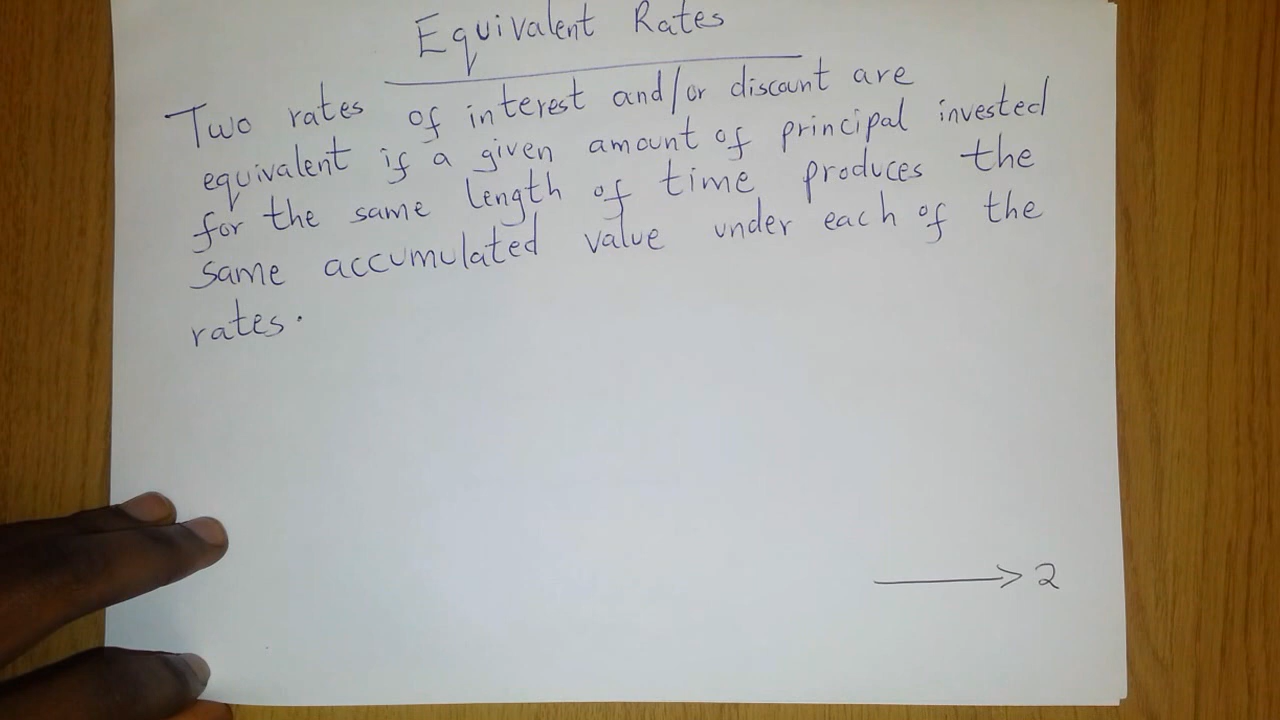 Equivalent Rates
Two rates of interest and/or discount are
equivalent if a given amount of principal invested
for the same length of time produces the
same accumulated value under each of the
rates.
→ 2